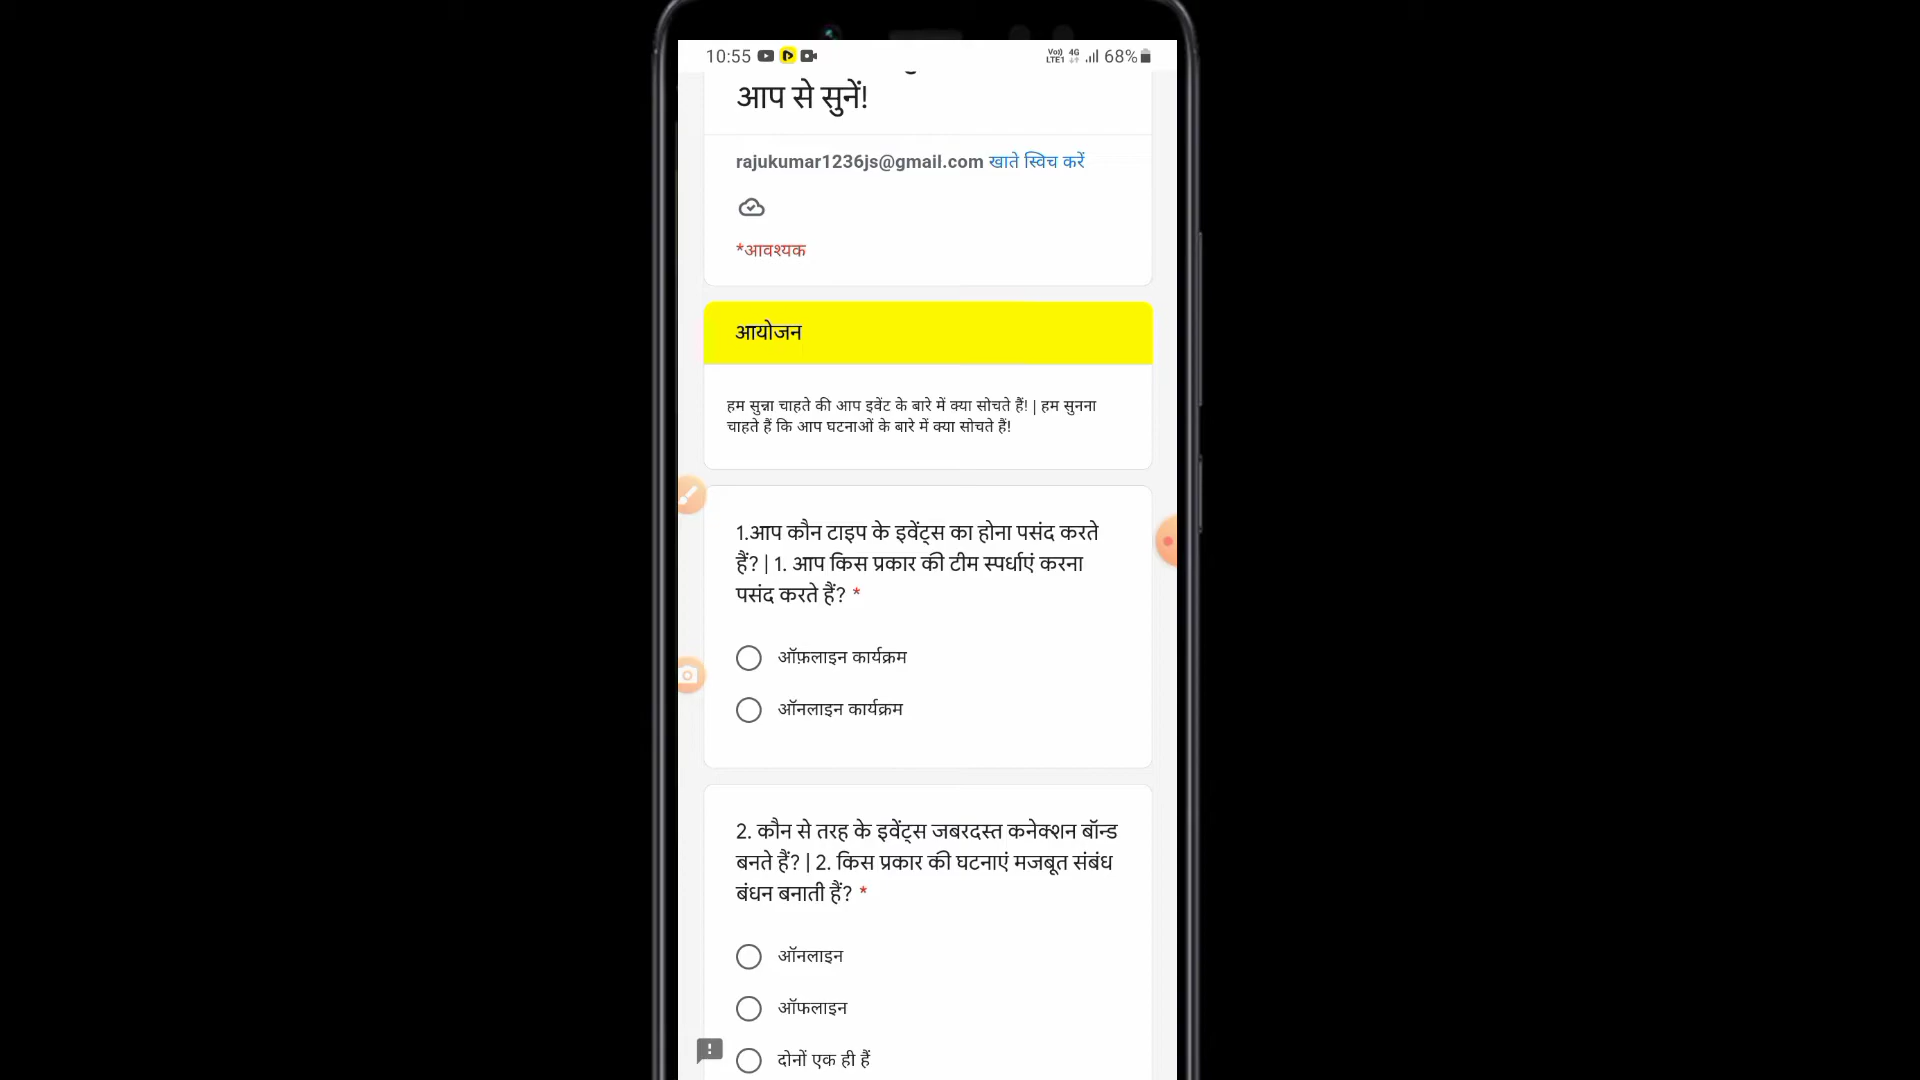 10:55
Vo)) LTE1 4G 68%
आप से सुनें!
rajukumar1236js@gmail.com खाते स्विच करें
*आवश्यक
आयोजन
हम सुन्ना चाहते की आप इवेंट के बारे में क्या सोचते हैं! | हम सुनना
चाहते हैं कि आप घटनाओं के बारे में क्या सोचते हैं!
1.आप कौन टाइप के इवेंट्स का होना पसंद करते
हैं? | 1. आप किस प्रकार की टीम स्पर्धाएं करना
पसंद करते हैं? *
ऑफ़लाइन कार्यक्रम
ऑनलाइन कार्यक्रम
2. कौन से तरह के इवेंट्स जबरदस्त कनेक्शन बॉन्ड
बनते हैं? | 2. किस प्रकार की घटनाएं मजबूत संबंध
बंधन बनाती हैं? *
ऑनलाइन
ऑफलाइन
दोनों एक ही हैं